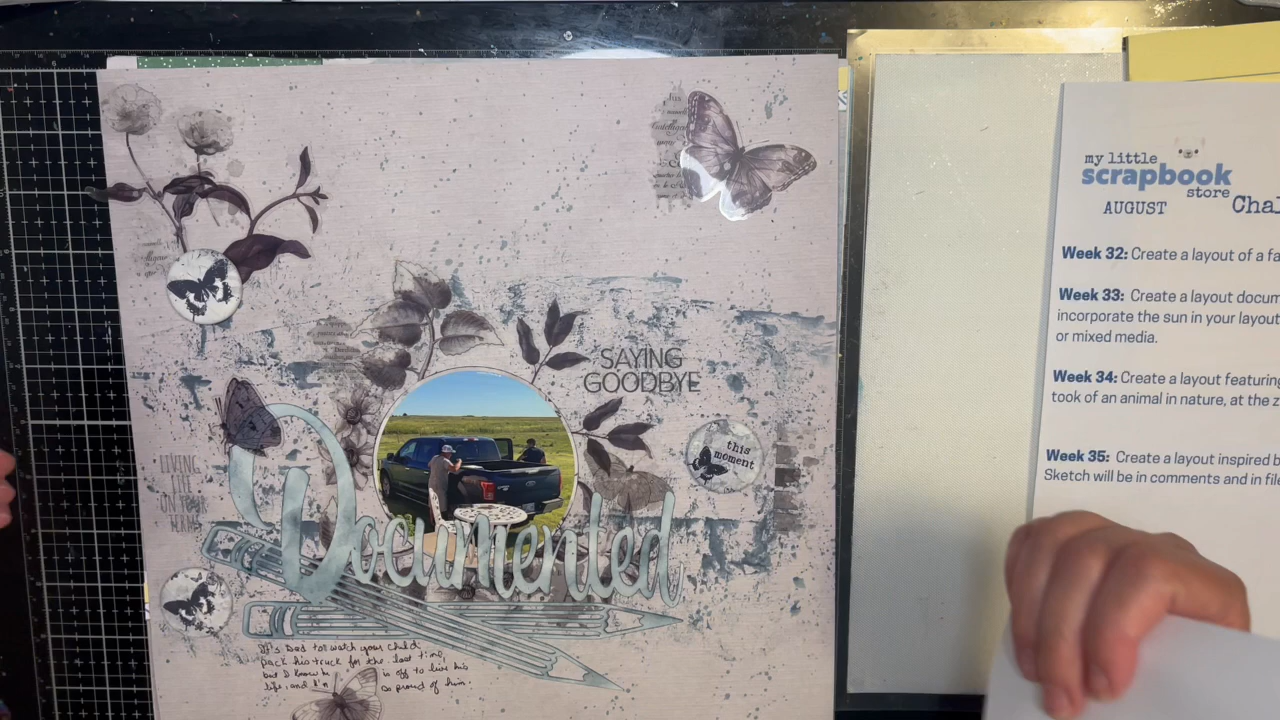 SAYING
GOODBYE
this
moment
LIVING
LIFE
ON YOUR
TERMS
Documented
It's sad to watch your child
pack his truck for the last time,
but I know he is off to live his
life, and I'm so proud of him.
my little
scrapbook
store
AUGUST Chal
Week 32: Create a layout of a fa
Week 33: Create a layout docum
incorporate the sun in your layout
or mixed media.
Week 34: Create a layout featuring
took of an animal in nature, at the z
Week 35: Create a layout inspired b
Sketch will be in comments and in file